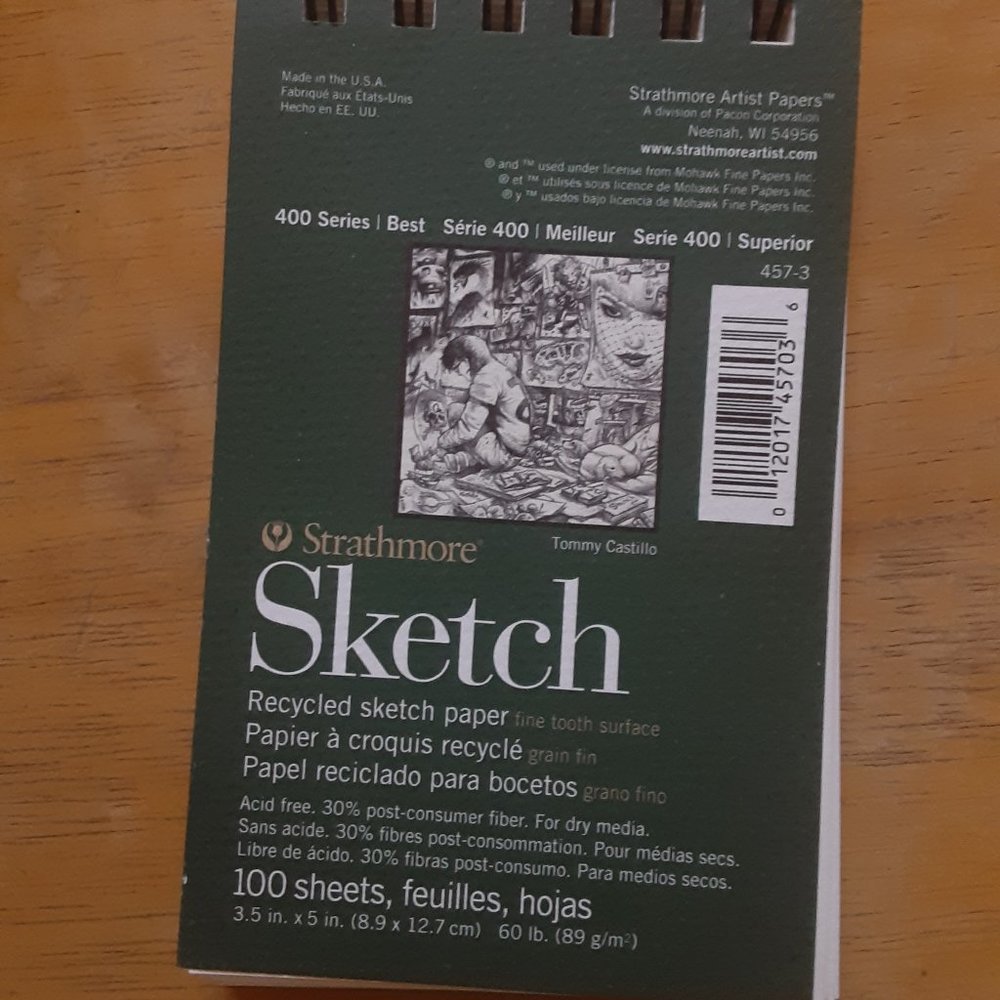 Made in the U.S.A.
Fabriqué aux États-Unis
Hecho en EE. UU.
Strathmore Artist Papers™
A division of Pacon Corporation
Neenah, WI 54956
www.strathmoreartist.com
® and ™ used under license from Mohawk Fine Papers Inc.
® et ™ utilisés sous licence de Mohawk Fine Papers Inc.
® y ™ usados bajo licencia de Mohawk Fine Papers Inc.
400 Series | Best Série 400 | Meilleur Serie 400 | Superior
457-3
0 12017 45703 6
Tommy Castillo
Strathmore®
Sketch
Recycled sketch paper fine tooth surface
Papier à croquis recyclé grain fin
Papel reciclado para bocetos grano fino
Acid free. 30% post-consumer fiber. For dry media.
Sans acide. 30% fibres post-consommation. Pour médias secs.
Libre de ácido. 30% fibras post-consumo. Para medios secos.
100 sheets, feuilles, hojas
3.5 in. x 5 in. (8.9 x 12.7 cm) 60 lb. (89 g/m²)